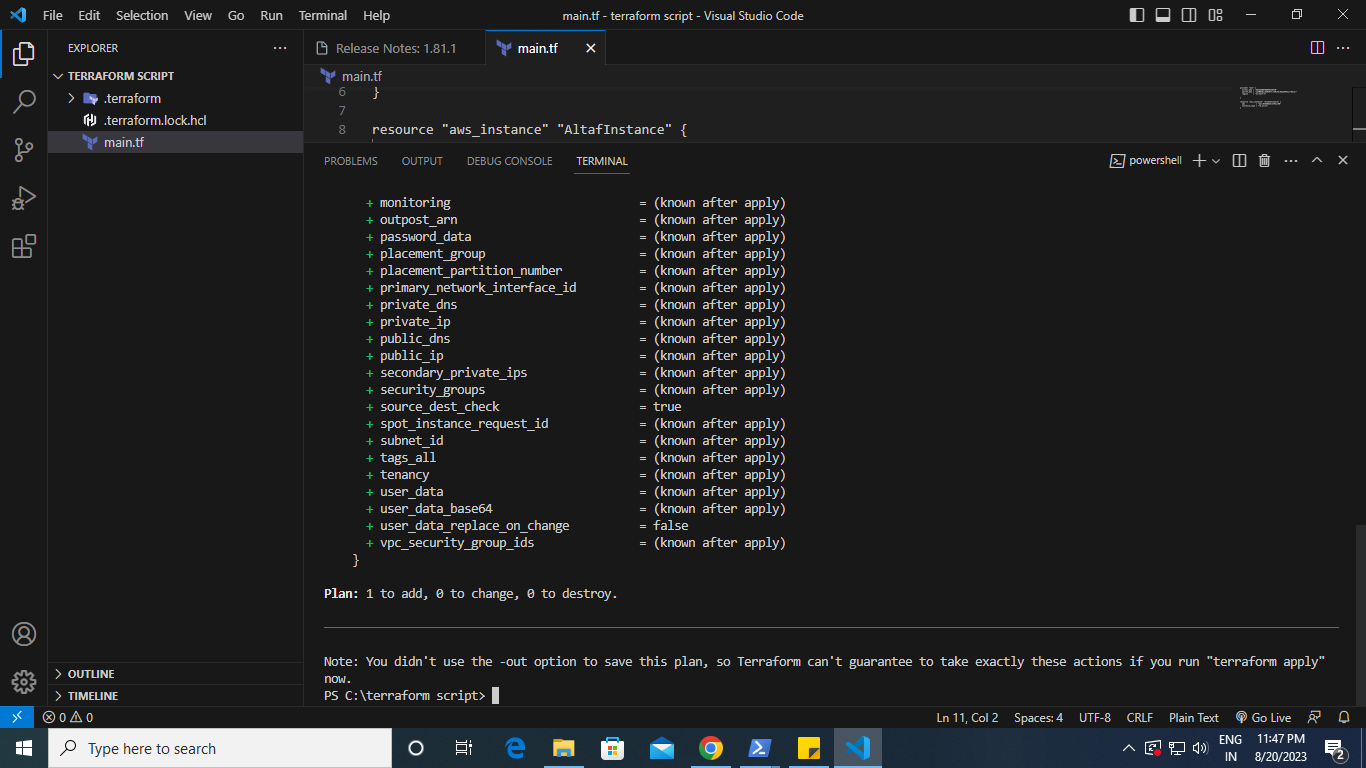 File Edit Selection View Go Run Terminal Help
main.tf - terraform script - Visual Studio Code
EXPLORER
TERRAFORM SCRIPT
.terraform
.terraform.lock.hcl
main.tf
OUTLINE
TIMELINE
Release Notes: 1.81.1
main.tf
main.tf
6 }
7
8 resource "aws_instance" "AltafInstance" {
PROBLEMS OUTPUT DEBUG CONSOLE TERMINAL
powershell
+ monitoring = (known after apply)
+ outpost_arn = (known after apply)
+ password_data = (known after apply)
+ placement_group = (known after apply)
+ placement_partition_number = (known after apply)
+ primary_network_interface_id = (known after apply)
+ private_dns = (known after apply)
+ private_ip = (known after apply)
+ public_dns = (known after apply)
+ public_ip = (known after apply)
+ secondary_private_ips = (known after apply)
+ security_groups = (known after apply)
+ source_dest_check = true
+ spot_instance_request_id = (known after apply)
+ subnet_id = (known after apply)
+ tags_all = (known after apply)
+ tenancy = (known after apply)
+ user_data = (known after apply)
+ user_data_base64 = (known after apply)
+ user_data_replace_on_change = false
+ vpc_security_group_ids = (known after apply)
}
Plan: 1 to add, 0 to change, 0 to destroy.
Note: You didn't use the -out option to save this plan, so Terraform can't guarantee to take exactly these actions if you run "terraform apply"
now.
PS C:\terraform script>
0 0
Ln 11, Col 2 Spaces: 4 UTF-8 CRLF Plain Text Go Live
Type here to search
ENG
IN
11:47 PM
8/20/2023
2